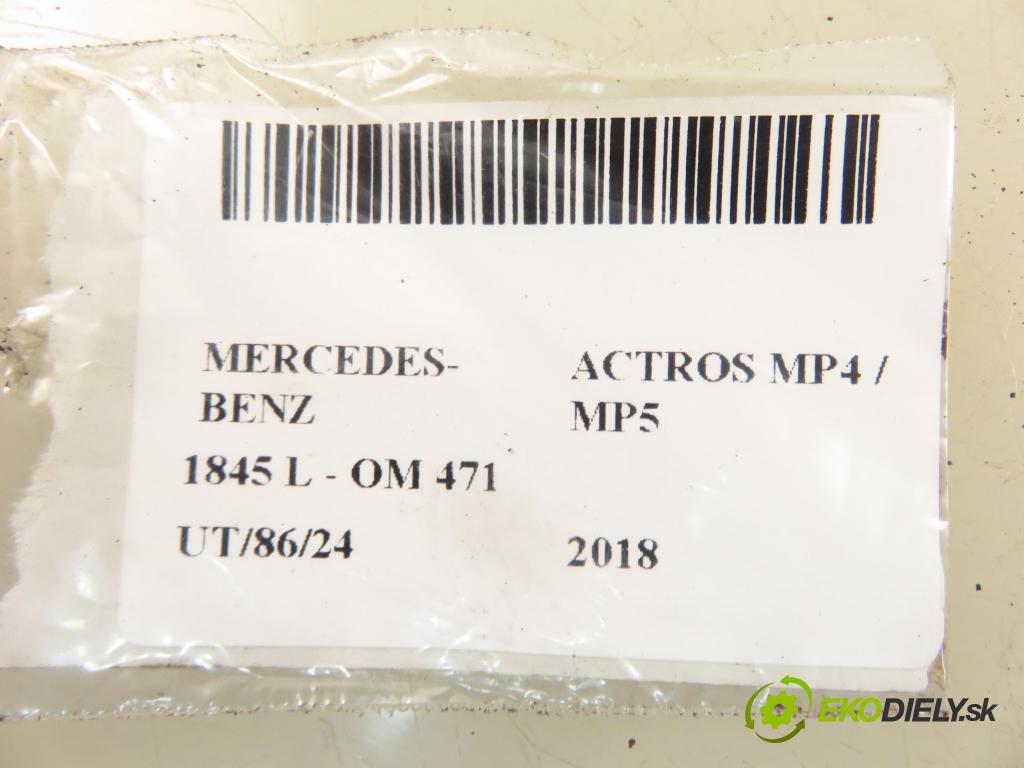 MERCEDES-
BENZ
ACTROS MP4 /
MP5
1845 L - OM 471
UT/86/24
2018
EKODIELY.sk